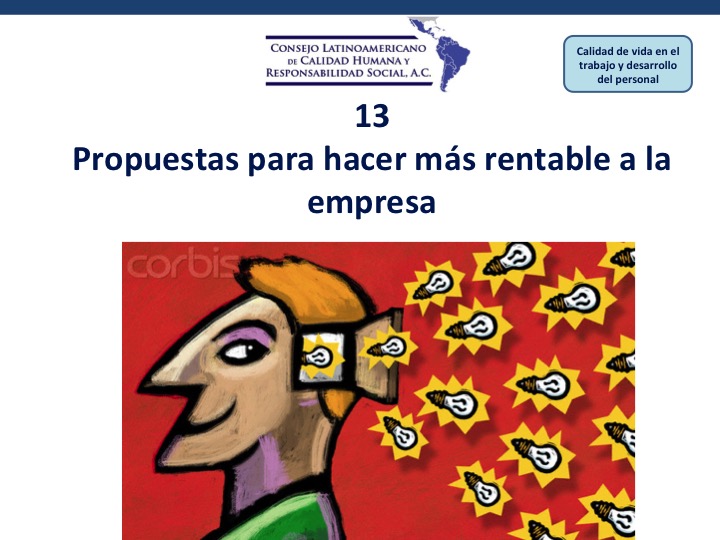 Consejo Latinoamericano
de Calidad Humana y
Responsabilidad Social, A.C.
Calidad de vida en el
trabajo y desarrollo
del personal
13
Propuestas para hacer más rentable a la
empresa
corbis